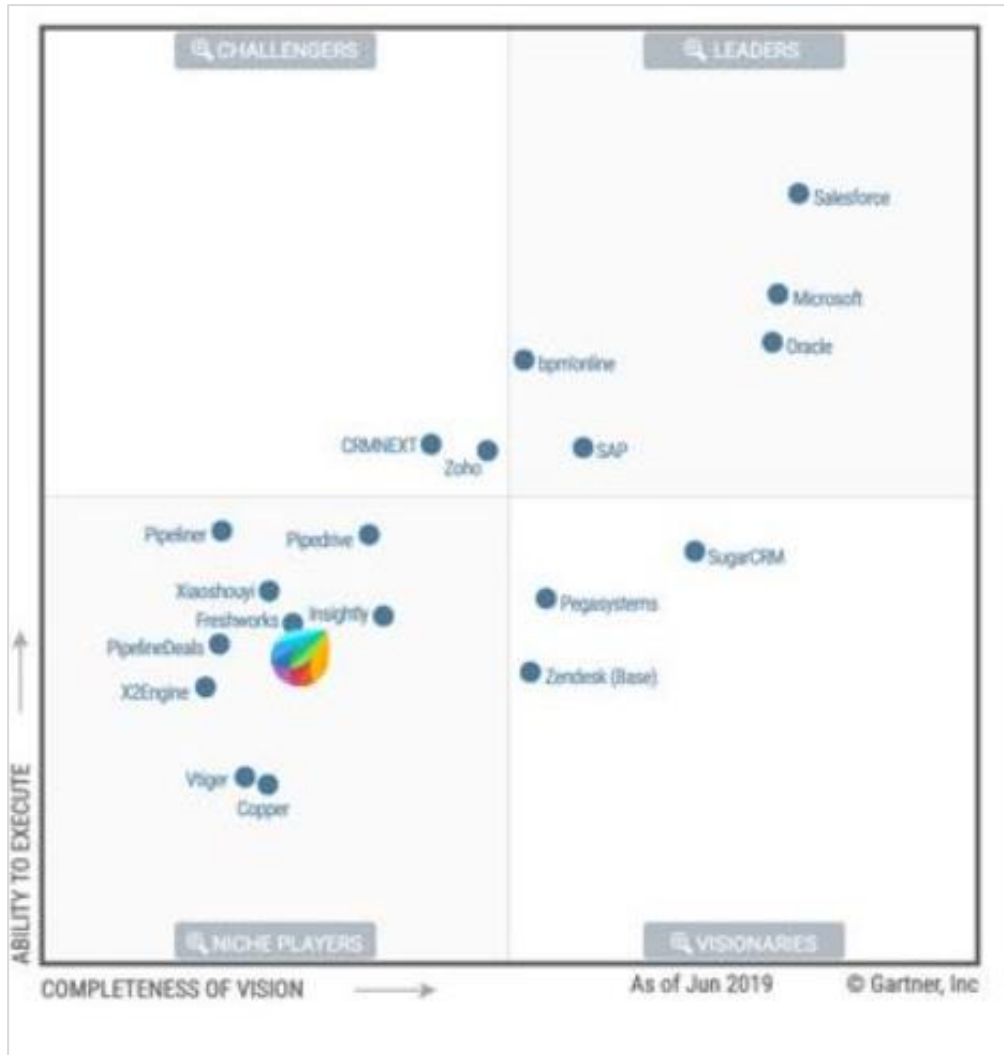 CHALLENGERS
LEADERS
Salesforce
Microsoft
Oracle
bpm'online
CRMNEXT
Zoho
SAP
Pipeliner
Pipedrive
SugarCRM
Xiaoshouyi
Pegasystems
Freshworks
Insightly
PipelineDeals
Zendesk (Base)
X2Engine
Vtiger
Copper
ABILITY TO EXECUTE
NICHE PLAYERS
VISIONARIES
COMPLETENESS OF VISION
As of Jun 2019
© Gartner, Inc